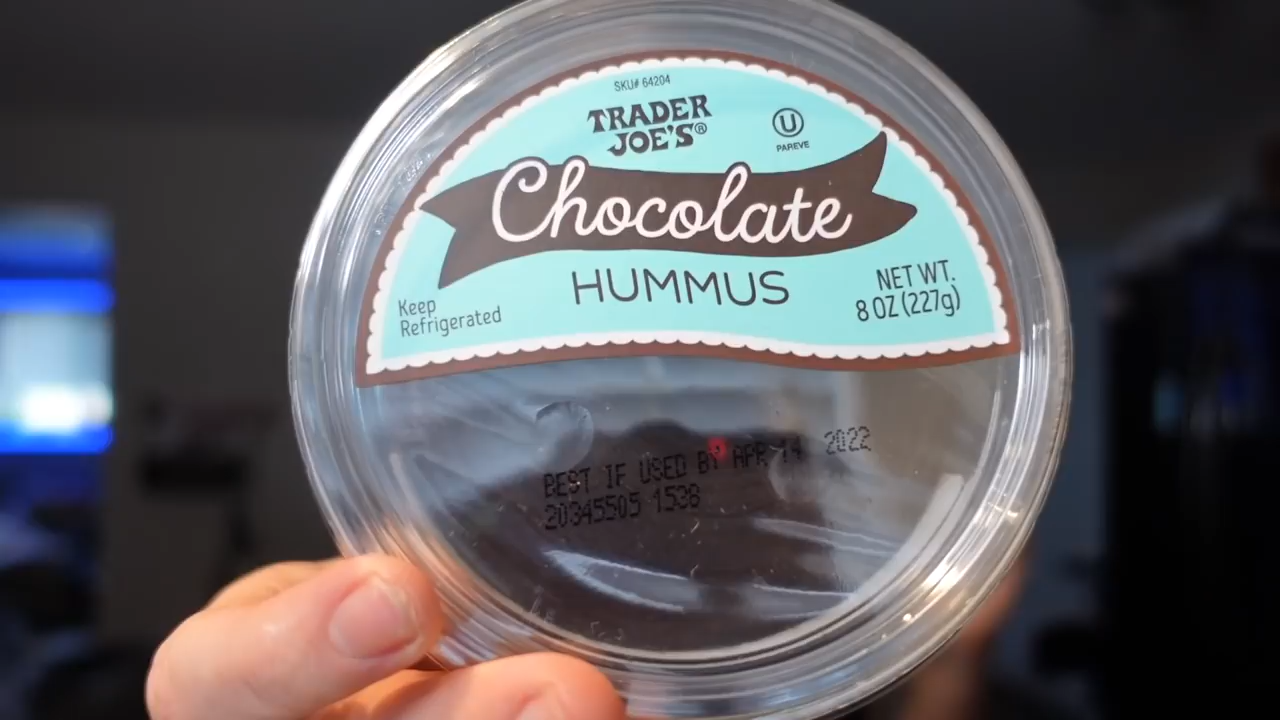 SKU# 64204
TRADER
JOE'S®
U
PAREVE
Chocolate
HUMMUS
Keep
Refrigerated
NET WT.
8 OZ (227g)
BEST IF USED BY APR 14 2022
20345505 1538